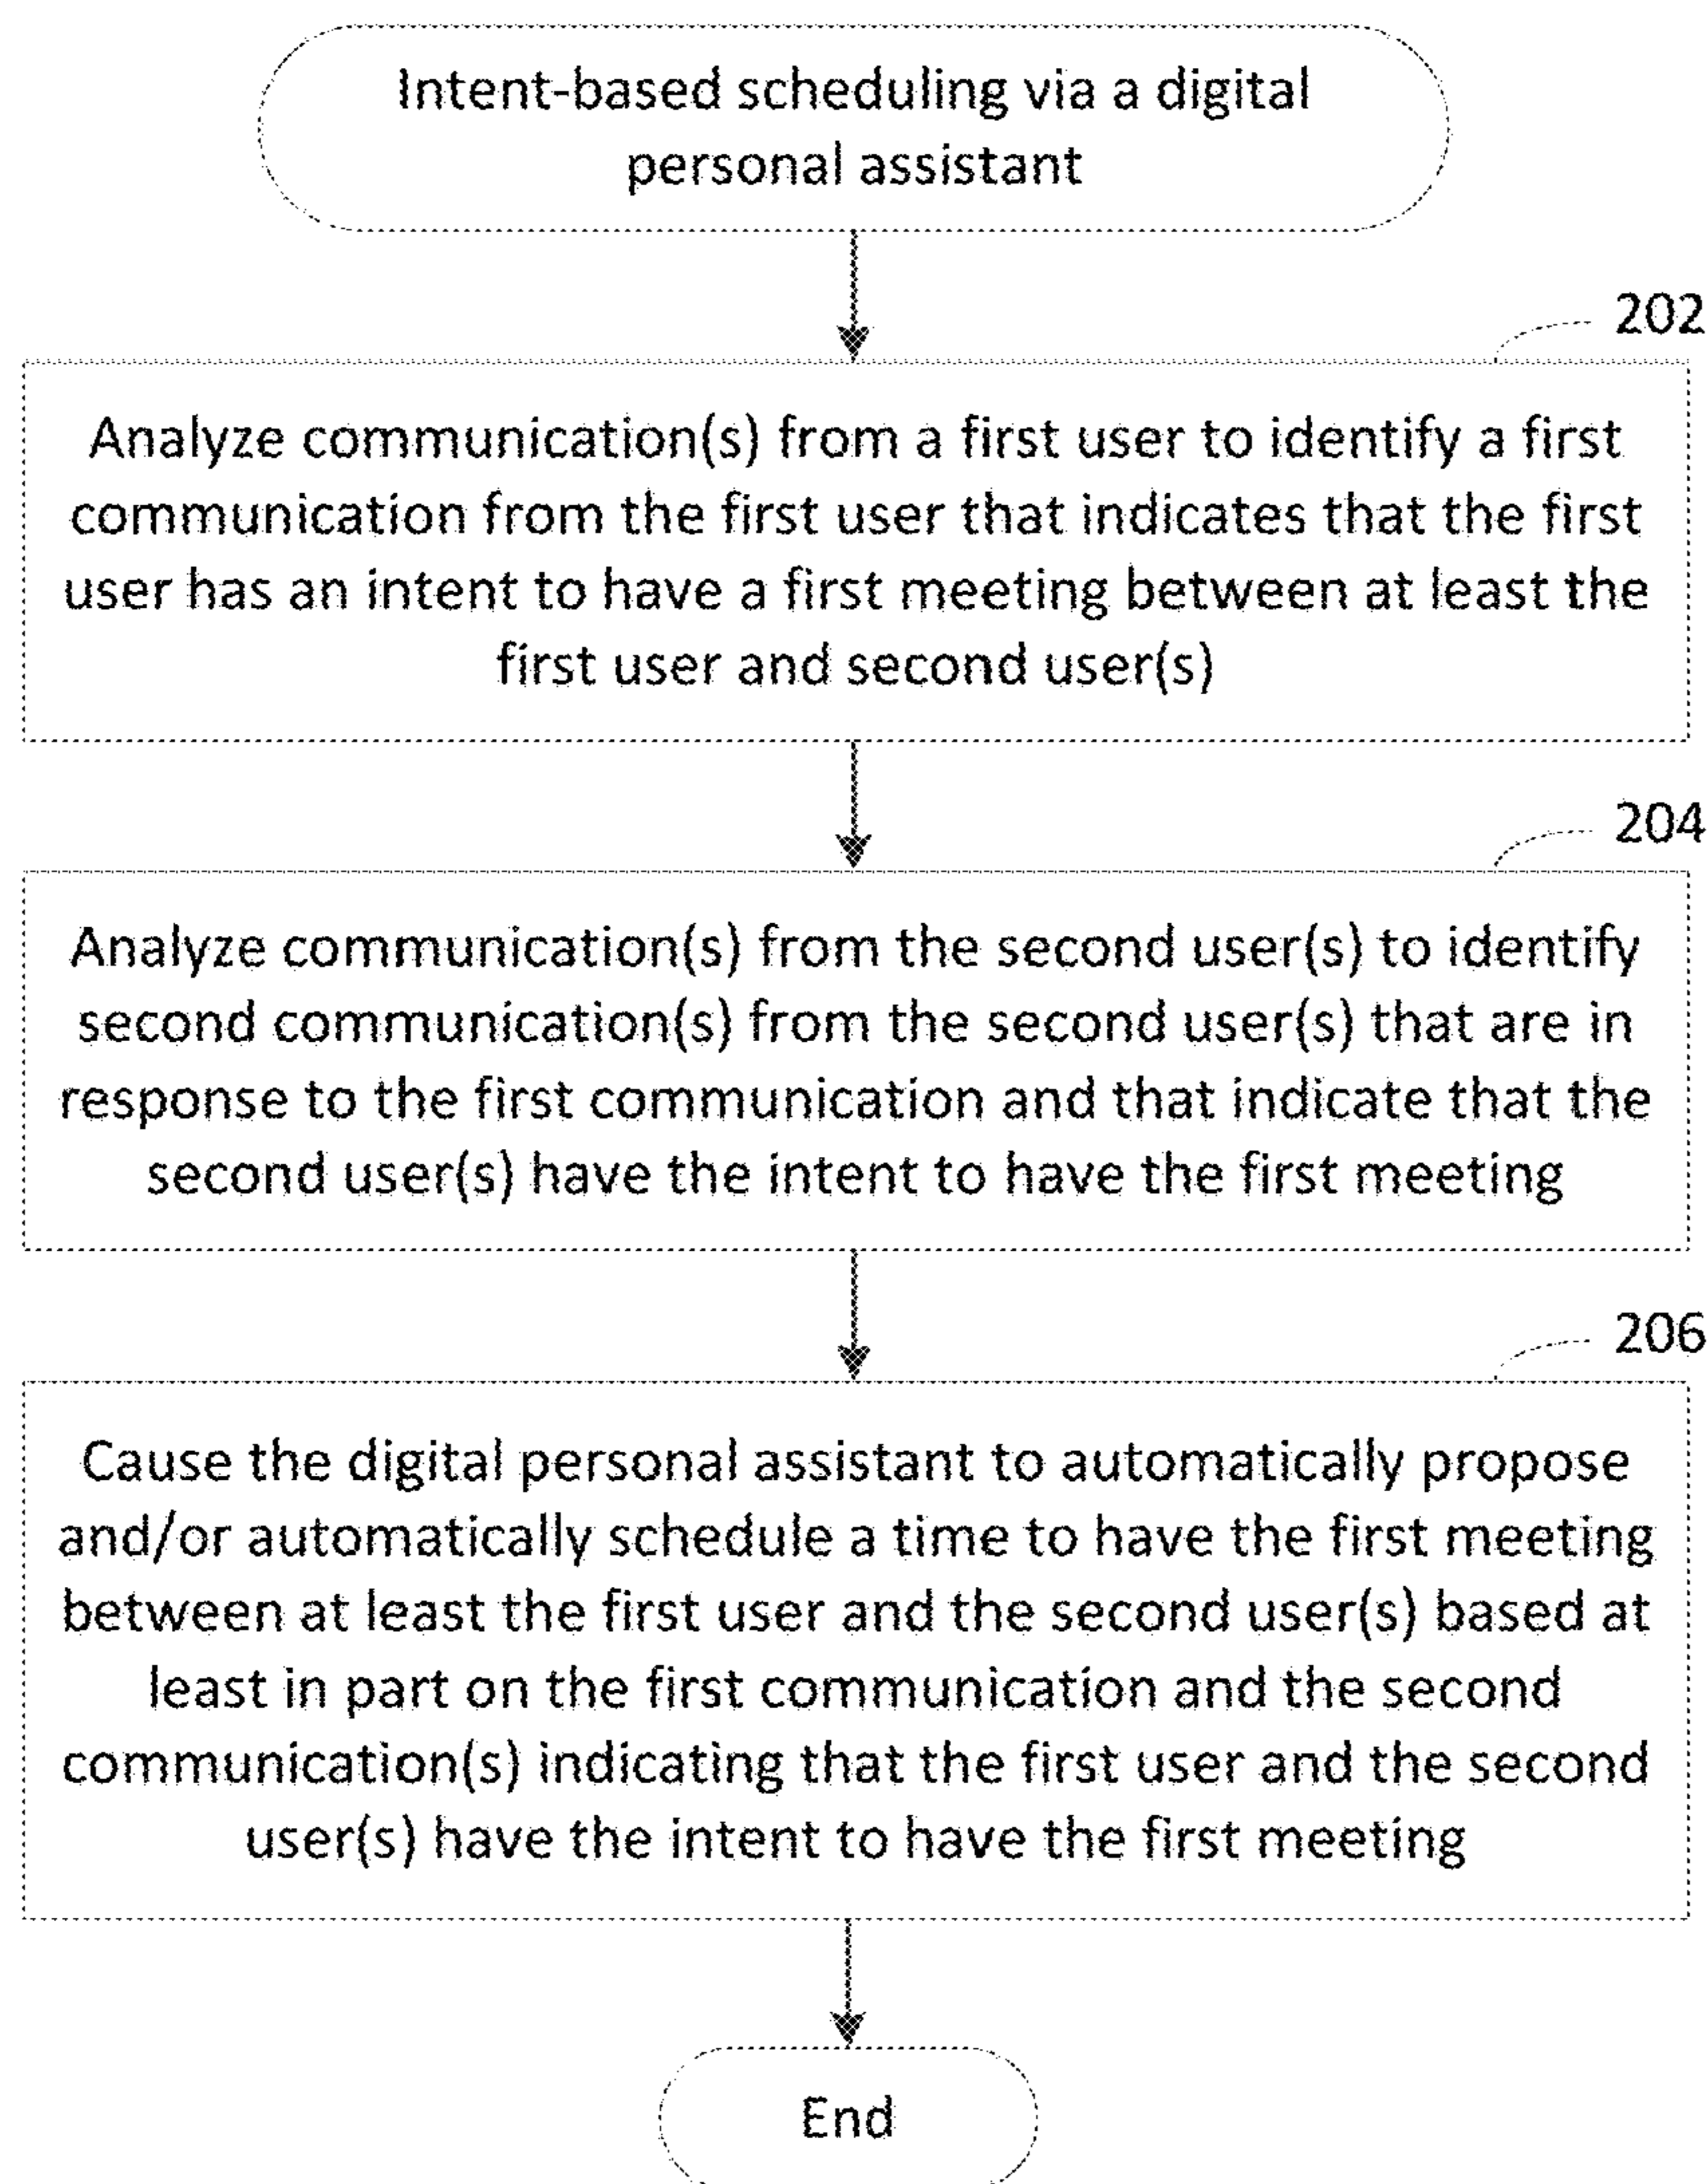 Intent-based scheduling via a digital
personal assistant
202
Analyze communication(s) from a first user to identify a first
communication from the first user that indicates that the first
user has an intent to have a first meeting between at least the
first user and second user(s)
204
Analyze communication(s) from the second user(s) to identify
second communication(s) from the second user(s) that are in
response to the first communication and that indicate that the
second user(s) have the intent to have the first meeting
206
Cause the digital personal assistant to automatically propose
and/or automatically schedule a time to have the first meeting
between at least the first user and the second user(s) based at
least in part on the first communication and the second
communication(s) indicating that the first user and the second
user(s) have the intent to have the first meeting
End